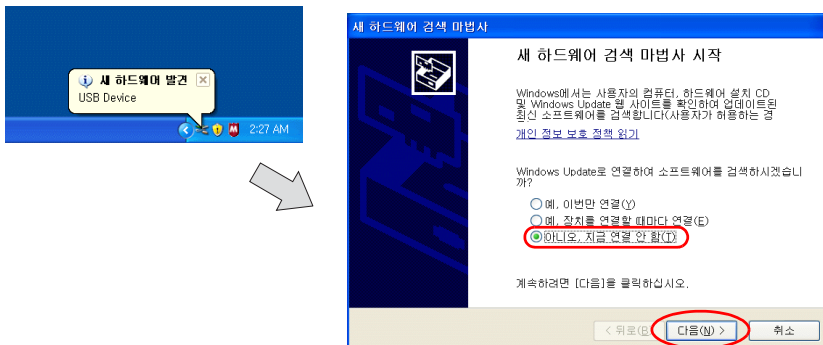 새 하드웨어 발견
USB Device
2:27 AM
새 하드웨어 검색 마법사
새 하드웨어 검색 마법사 시작
Windows에서는 사용자의 컴퓨터, 하드웨어 설치 CD
및 Windows Update 웹 사이트를 확인하여 업데이트된
최신 소프트웨어를 검색합니다(사용자가 허용하는 경
개인 정보 보호 정책 읽기
Windows Update로 연결하여 소프트웨어를 검색하시겠습니
까?
예, 이번만 연결(Y)
예, 장치를 연결할 때마다 연결(E)
아니오, 지금 연결 안 함(T)
계속하려면 [다음]을 클릭하십시오.
< 뒤로(B
다음(N) >
취소